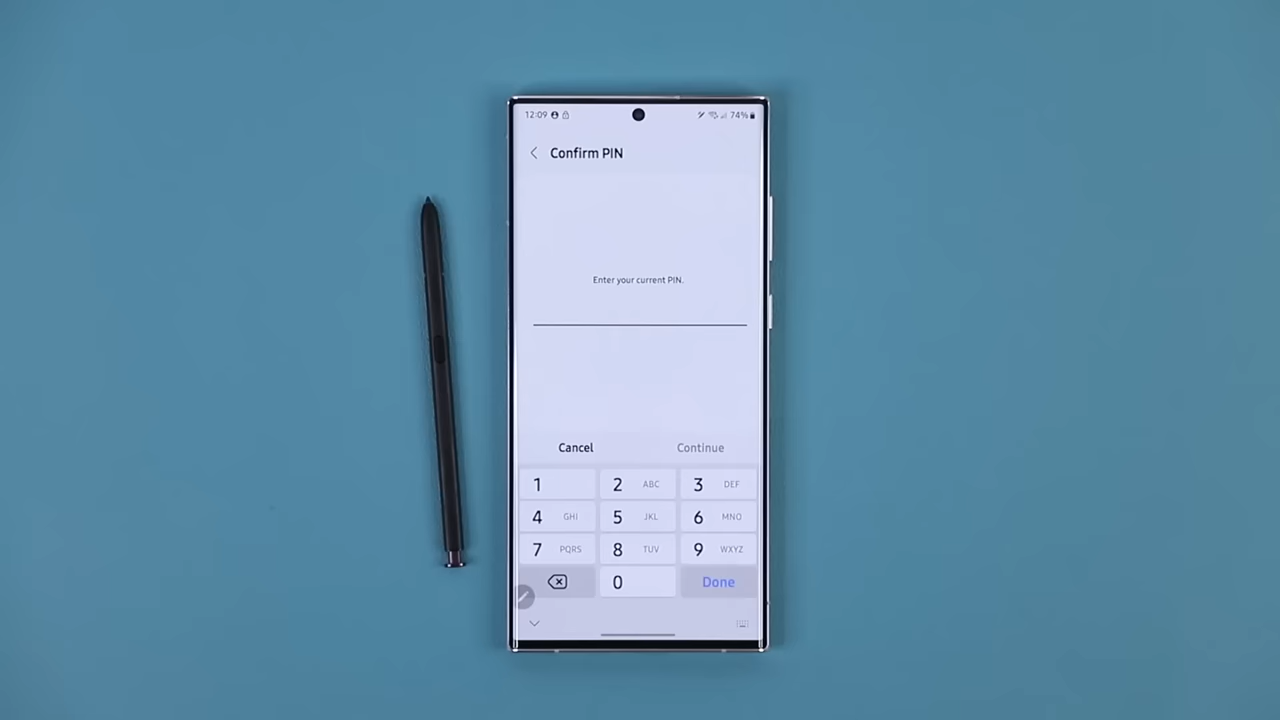 12:09 74%
Confirm PIN
Enter your current PIN.
Cancel Continue
1 2 ABC 3 DEF
4 GHI 5 JKL 6 MNO
7 PQRS 8 TUV 9 WXYZ
0 Done